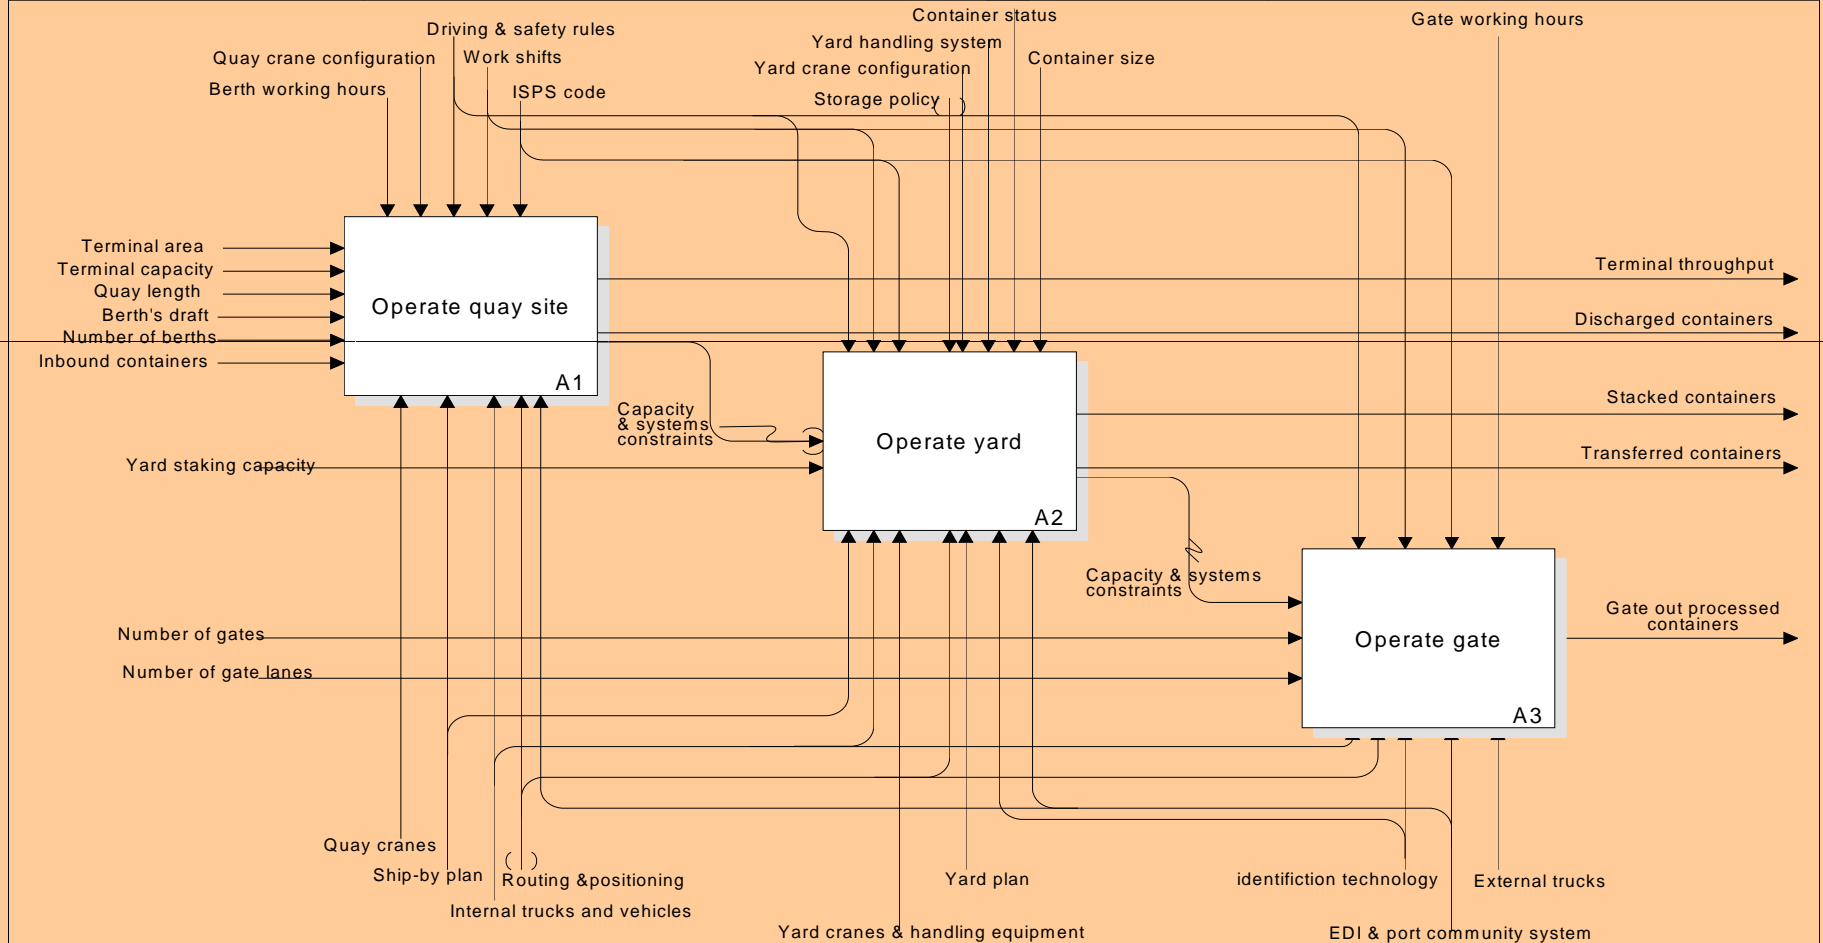 Container status
Gate working hours
Driving & safety rules
Yard handling system
Quay crane configuration
Work shifts
Container size
Yard crane configuration
Berth working hours
ISPS code
Storage policy
Terminal area
Terminal capacity
Quay length
Berth's draft
Number of berths
Inbound containers
Operate quay site
A1
Terminal throughput
Discharged containers
Stacked containers
Transferred containers
Capacity
& systems
constraints
Operate yard
A2
Yard staking capacity
Capacity & systems
constraints
Gate out processed
containers
Operate gate
A3
Number of gates
Number of gate lanes
Quay cranes
Ship-by plan
Routing &positioning
Internal trucks and vehicles
Yard plan
identifiction technology
External trucks
Yard cranes & handling equipment
EDI & port community system